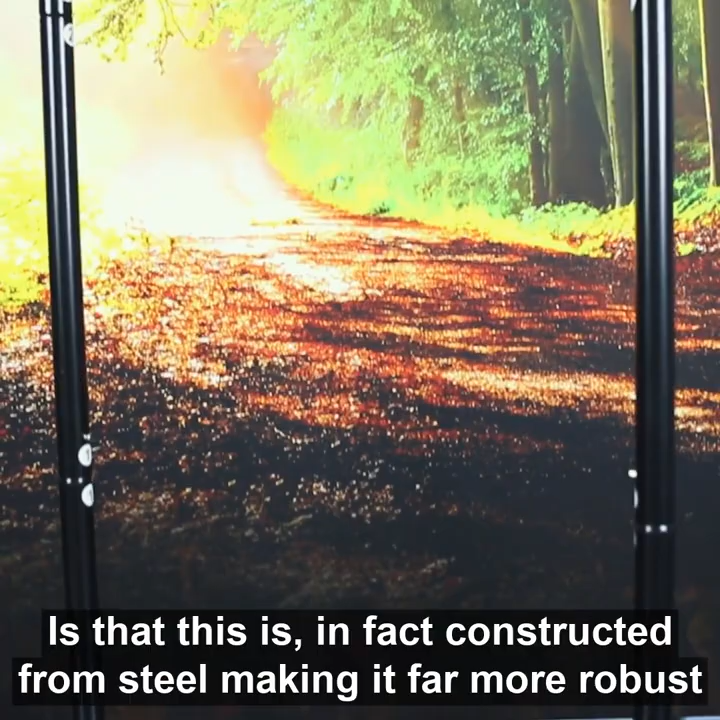 Is that this is, in fact constructed
from steel making it far more robust